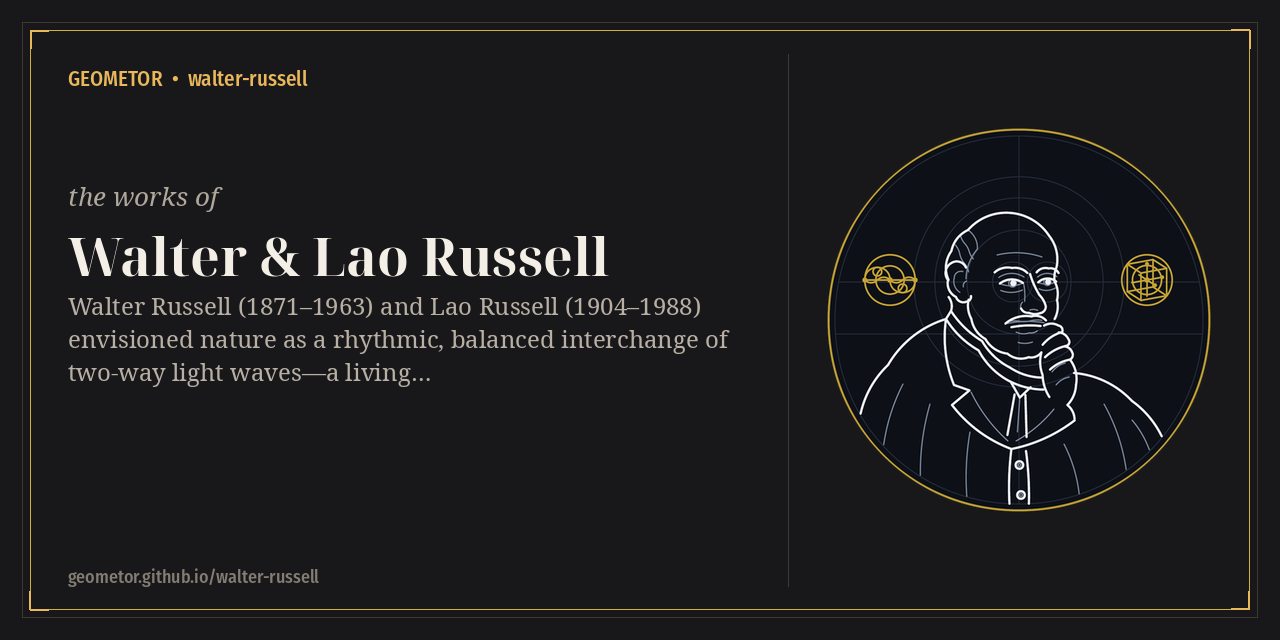 GEOMETOR • walter-russell
the works of
Walter & Lao Russell
Walter Russell (1871–1963) and Lao Russell (1904–1988)
envisioned nature as a rhythmic, balanced interchange of
two-way light waves—a living…
geometor.github.io/walter-russell